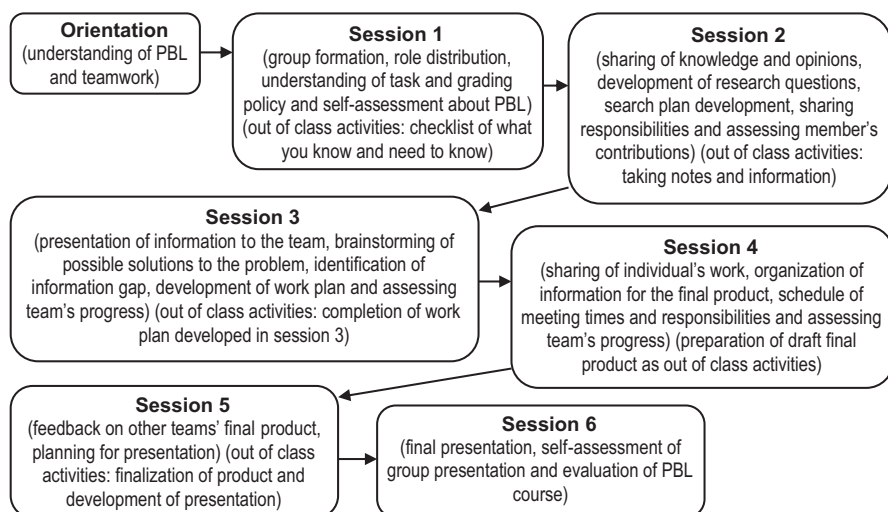 Orientation
(understanding of PBL
and teamwork)
Session 1
(group formation, role distribution,
understanding of task and grading
policy and self-assessment about PBL)
(out of class activities: checklist of what
you know and need to know)
Session 2
(sharing of knowledge and opinions,
development of research questions,
search plan development, sharing
responsibilities and assessing member's
contributions) (out of class activities:
taking notes and information)
Session 3
(presentation of information to the team, brainstorming of
possible solutions to the problem, identification of
information gap, development of work plan and assessing
team's progress) (out of class activities: completion of work
plan developed in session 3)
Session 4
(sharing of individual's work, organization of
information for the final product, schedule of
meeting times and responsibilities and assessing
team's progress) (preparation of draft final
product as out of class activities)
Session 5
(feedback on other teams' final product,
planning for presentation) (out of class
activities: finalization of product and
development of presentation)
Session 6
(final presentation, self-assessment of
group presentation and evaluation of PBL
course)